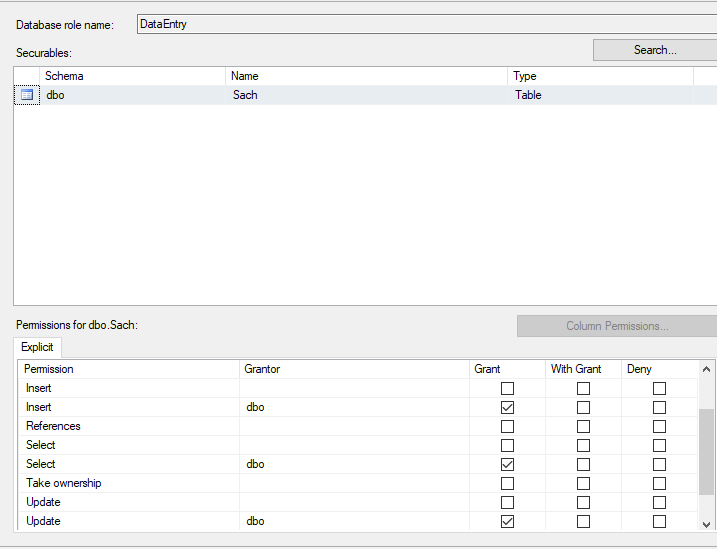 Database role name: DataEntry
Securables: Search...
Schema Name Type
dbo Sach Table
Permissions for dbo.Sach: Column Permissions...
Explicit
Permission Grantor Grant With Grant Deny
Insert
Insert dbo
References
Select
Select dbo
Take ownership
Update
Update dbo